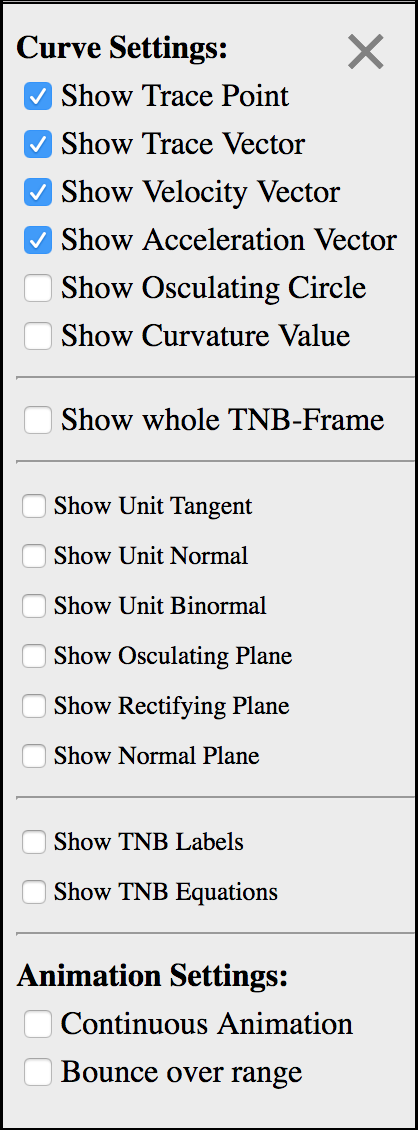 Curve Settings:
Show Trace Point
Show Trace Vector
Show Velocity Vector
Show Acceleration Vector
Show Osculating Circle
Show Curvature Value
Show whole TNB-Frame
Show Unit Tangent
Show Unit Normal
Show Unit Binormal
Show Osculating Plane
Show Rectifying Plane
Show Normal Plane
Show TNB Labels
Show TNB Equations
Animation Settings:
Continuous Animation
Bounce over range